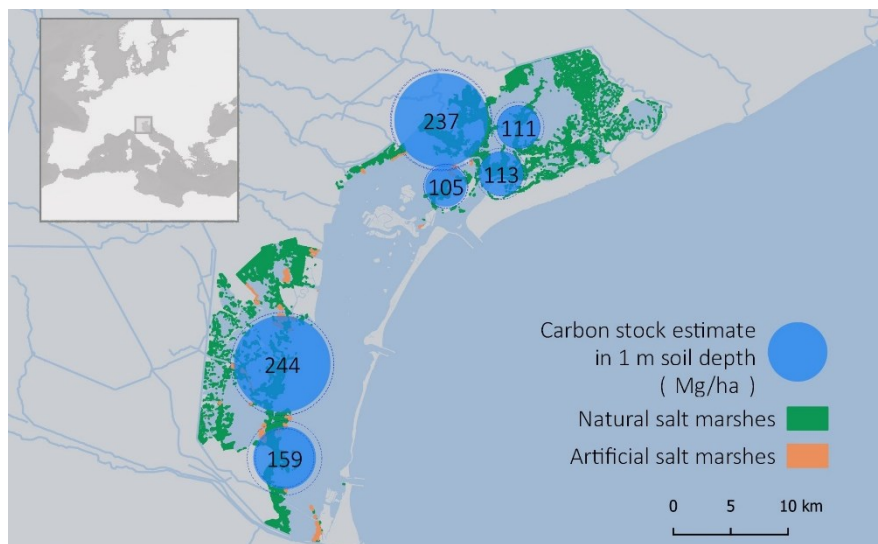 237
111
113
105
244
159
Carbon stock estimate
in 1 m soil depth
( Mg/ha )
Natural salt marshes
Artificial salt marshes
0 5 10 km